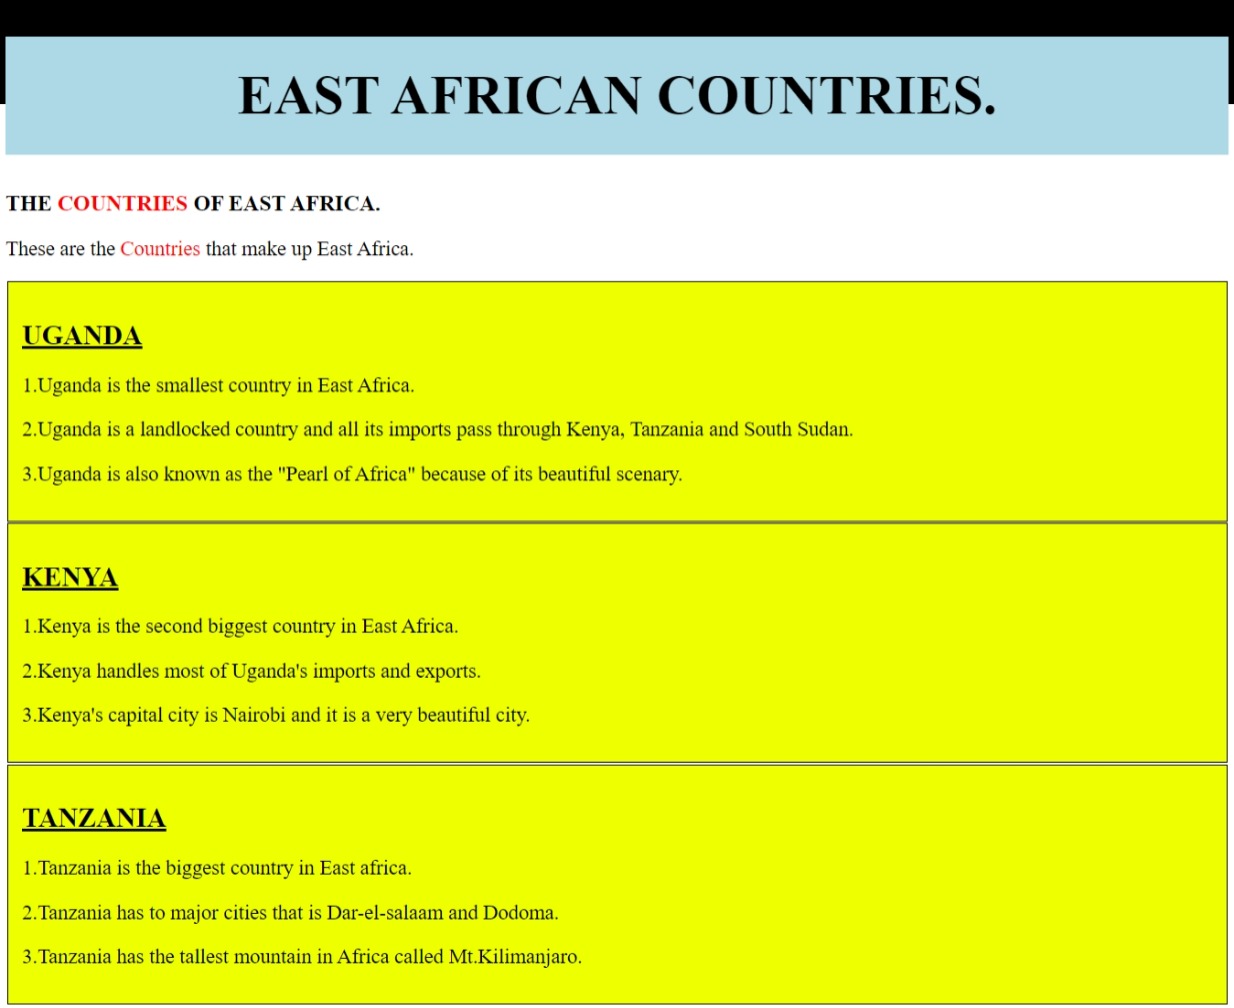 EAST AFRICAN COUNTRIES.
THE COUNTRIES OF EAST AFRICA.
These are the Countries that make up East Africa.
UGANDA
1.Uganda is the smallest country in East Africa.
2.Uganda is a landlocked country and all its imports pass through Kenya, Tanzania and South Sudan.
3.Uganda is also known as the "Pearl of Africa" because of its beautiful scenary.
KENYA
1.Kenya is the second biggest country in East Africa.
2.Kenya handles most of Uganda's imports and exports.
3.Kenya's capital city is Nairobi and it is a very beautiful city.
TANZANIA
1.Tanzania is the biggest country in East africa.
2.Tanzania has to major cities that is Dar-el-salaam and Dodoma.
3.Tanzania has the tallest mountain in Africa called Mt.Kilimanjaro.